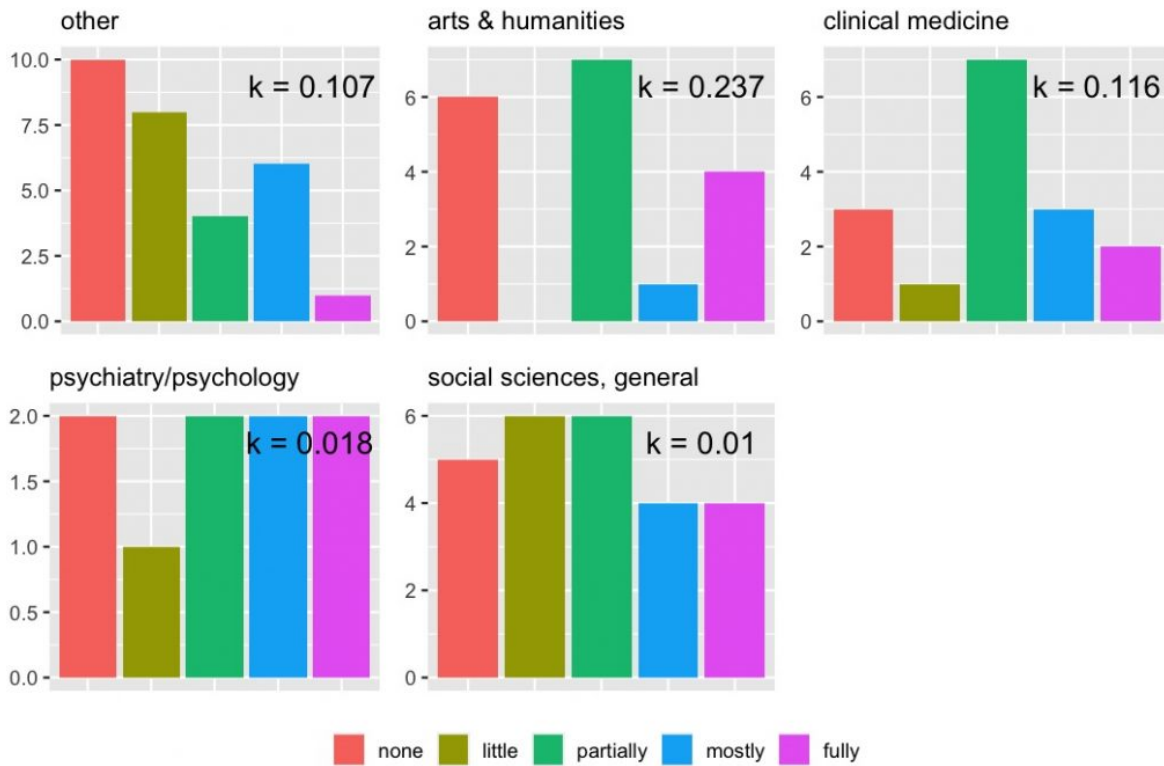 other
k = 0.107
10.0
7.5
5.0
2.5
0.0
arts & humanities
k = 0.237
6
4
2
0
clinical medicine
k = 0.116
6
4
2
0
psychiatry/psychology
k = 0.018
2.0
1.5
1.0
0.5
0.0
social sciences, general
k = 0.01
6
4
2
0
none little partially mostly fully